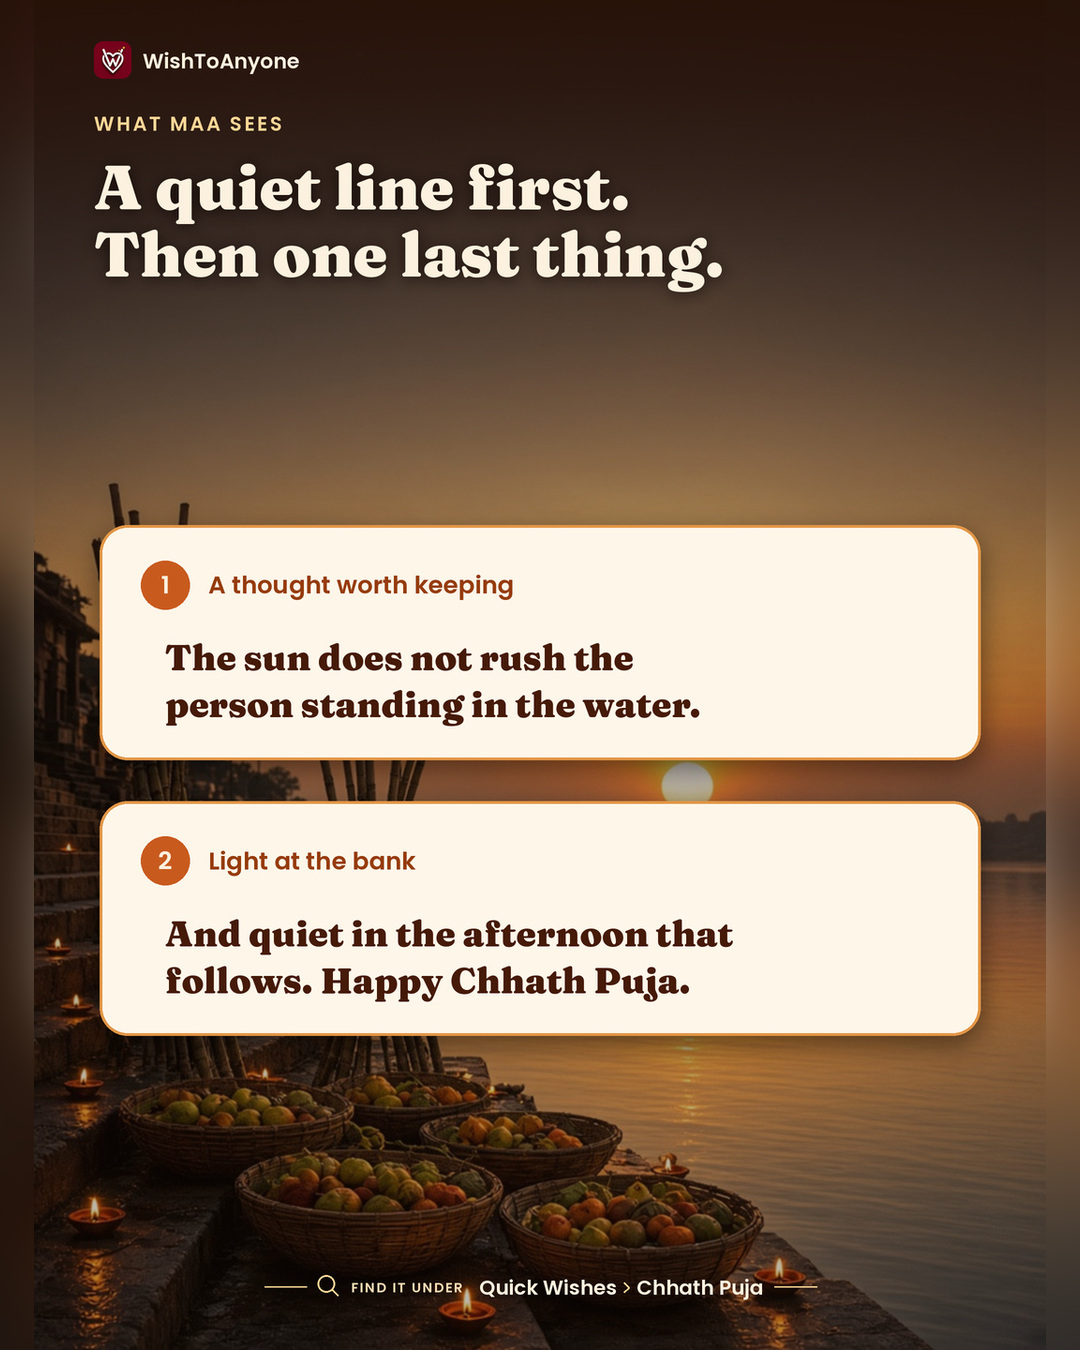 WishToAnyone
WHAT MAA SEES
A quiet line first.
Then one last thing.
1 A thought worth keeping
The sun does not rush the
person standing in the water.
2 Light at the bank
And quiet in the afternoon that
follows. Happy Chhath Puja.
FIND IT UNDER Quick Wishes > Chhath Puja